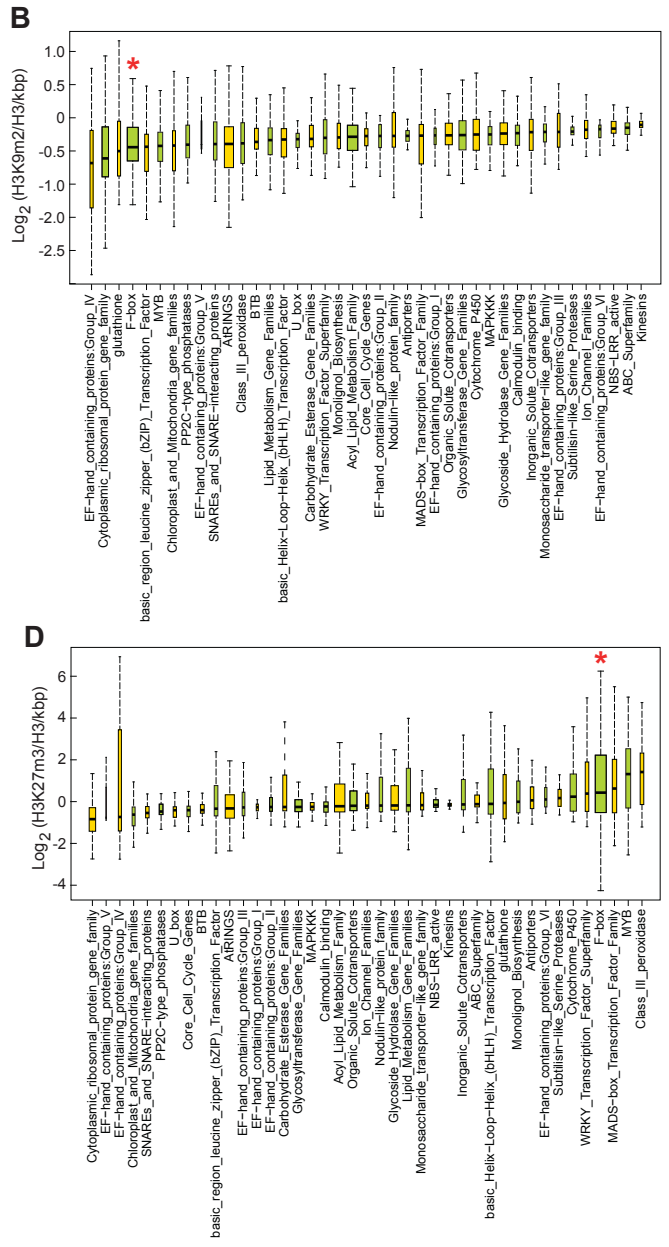 B
*
Log2 (H3K9m2/H3/kbp)
1.0
0.5
0
-0.5
-1.0
-1.5
-2.0
-2.5
EF-hand_containing_proteins:Group_IV
Cytoplasmic_ribosomal_protein_gene_family
glutathione
F-box
basic_region_leucine_zipper_(bZIP)_Transcription_Factor
MYB
Chloroplast_and_Mitochondria_gene_families
PP2C-type_phosphatases
EF-hand_containing_proteins:Group_V
SNAREs_and_SNARE-interacting_proteins
AtRINGS
Class_III_peroxidase
BTB
Lipid_Metabolism_Gene_Families
basic_Helix-Loop-Helix_(bHLH)_Transcription_Factor
U_box
Carbohydrate_Esterase_Gene_Families
WRKY_Transcription_Factor_Superfamily
Monolignol_Biosynthesis
Acyl_Lipid_Metabolism_Family
Core_Cell_Cycle_Genes
EF-hand_containing_proteins:Group_II
Nodulin-like_protein_family
Antiporters
MADS-box_Transcription_Factor_Family
EF-hand_containing_proteins:Group_I
Organic_Solute_Cotransporters
Glycosyltransferase_Gene_Families
Cytochrome_P450
MAPKKK
Glycoside_Hydrolase_Gene_Families
Calmodulin_binding
Inorganic_Solute_Cotransporters
Monosaccharide_transporter-like_gene_family
EF-hand_containing_proteins:Group_III
Subtilisin-like_Serine_Proteases
Ion_Channel_Families
EF-hand_containing_proteins:Group_VI
NBS-LRR_active
ABC_Superfamily
Kinesins
D
*
Log2 (H3K27m3/H3/kbp)
6
4
2
0
-2
-4
Cytoplasmic_ribosomal_protein_gene_family
EF-hand_containing_proteins:Group_V
EF-hand_containing_proteins:Group_IV
Chloroplast_and_Mitochondria_gene_families
SNAREs_and_SNARE-interacting_proteins
PP2C-type_phosphatases
U_box
Core_Cell_Cycle_Genes
BTB
basic_region_leucine_zipper_(bZIP)_Transcription_Factor
AtRINGS
EF-hand_containing_proteins:Group_III
EF-hand_containing_proteins:Group_I
EF-hand_containing_proteins:Group_II
Carbohydrate_Esterase_Gene_Families
Glycosyltransferase_Gene_Families
MAPKKK
Calmodulin_binding
Acyl_Lipid_Metabolism_Family
Organic_Solute_Cotransporters
Ion_Channel_Families
Nodulin-like_protein_family
Glycoside_Hydrolase_Gene_Families
Lipid_Metabolism_Gene_Families
Monosaccharide_transporter-like_gene_family
NBS-LRR_active
Kinesins
Inorganic_Solute_Cotransporters
ABC_Superfamily
basic_Helix-Loop-Helix_(bHLH)_Transcription_Factor
glutathione
Monolignol_Biosynthesis
Antiporters
EF-hand_containing_proteins:Group_VI
Subtilisin-like_Serine_Proteases
Cytochrome_P450
WRKY_Transcription_Factor_Superfamily
F-box
MADS-box_Transcription_Factor_Family
MYB
Class_III_peroxidase